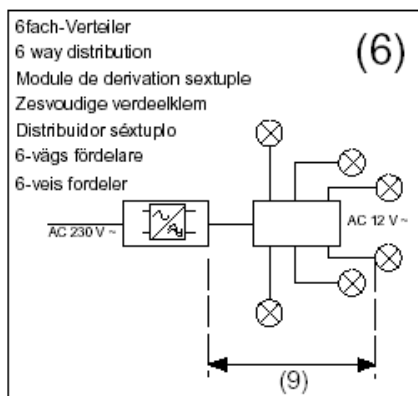 6fach-Verteiler
6 way distribution
Module de derivation sextuple
Zesvoudige verdeelklem
Distribuidor séxtuplo
6-vägs fördelare
6-veis fordeler
(6)
AC 230 V ~
AC 12 V ~
(9)